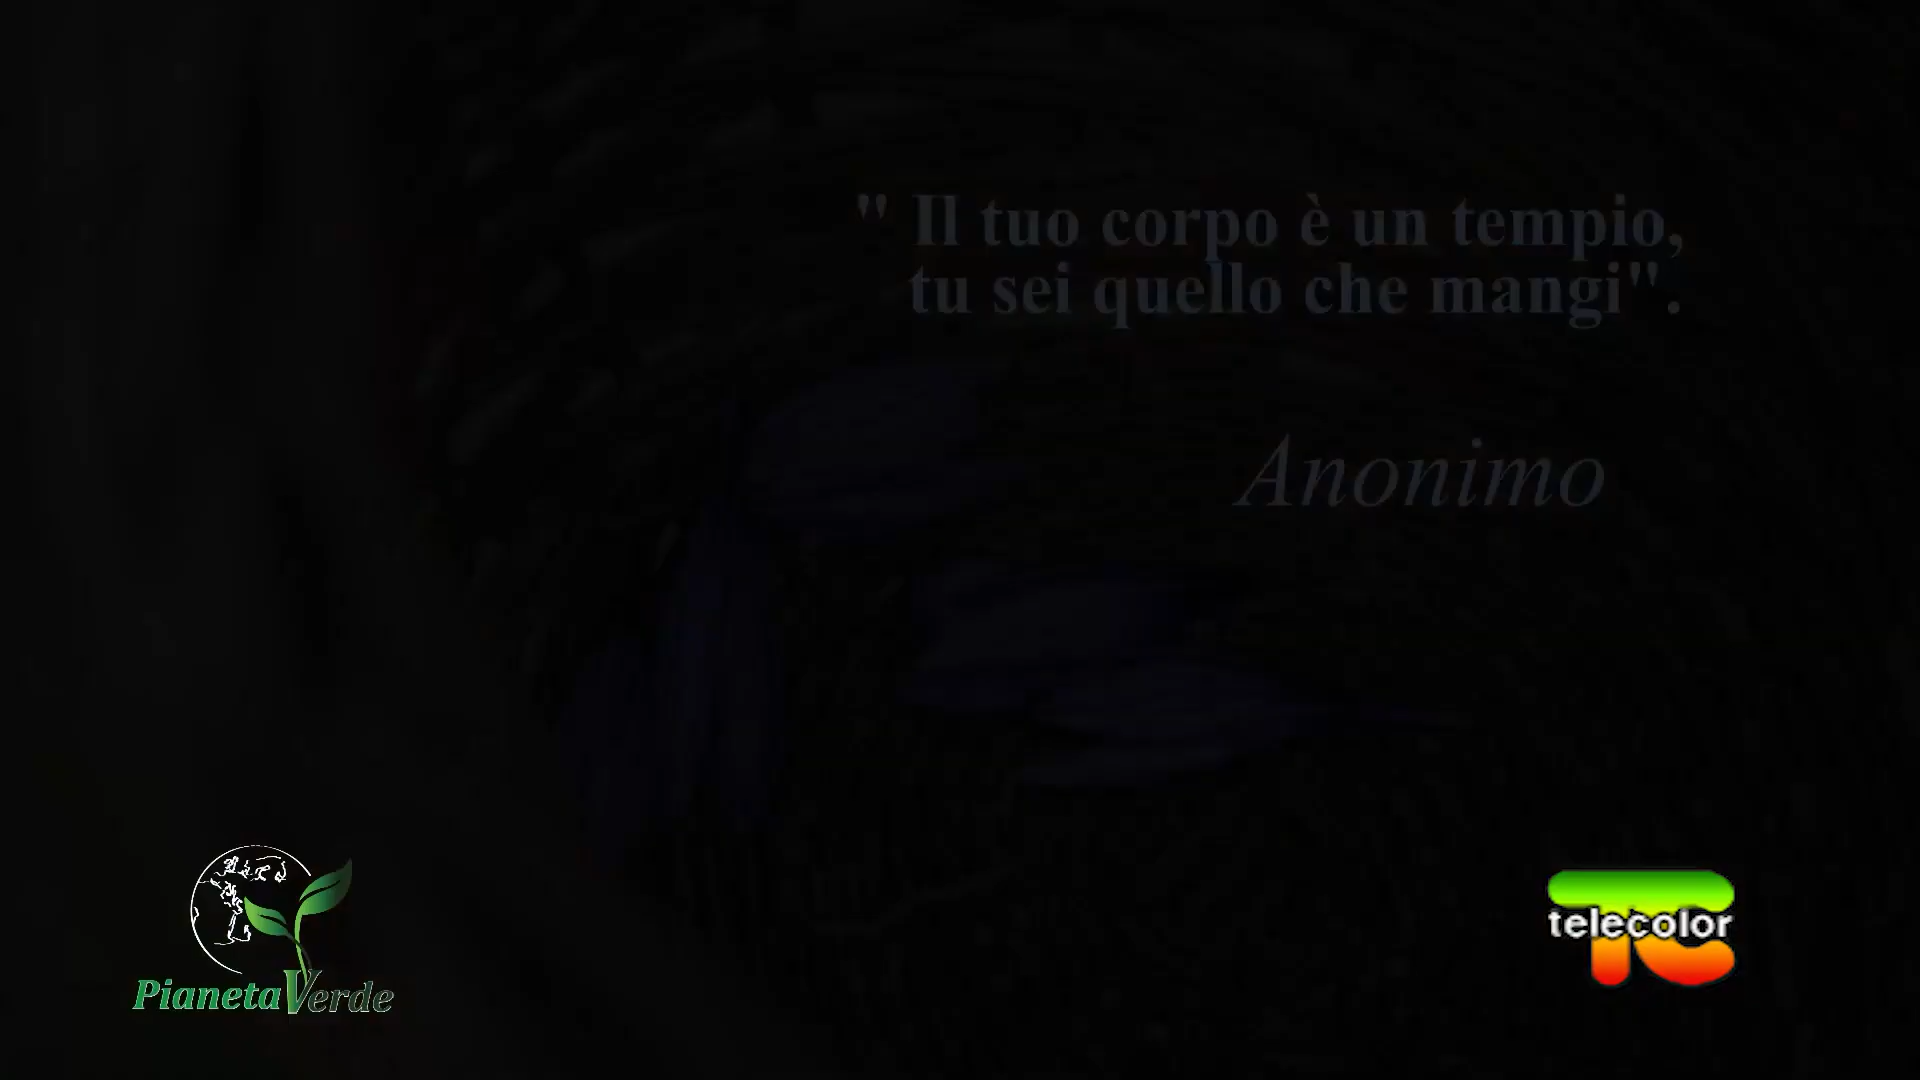 " Il tuo corpo è un tempio,
tu sei quello che mangi".
Anonimo
PianetaVerde
telecolor